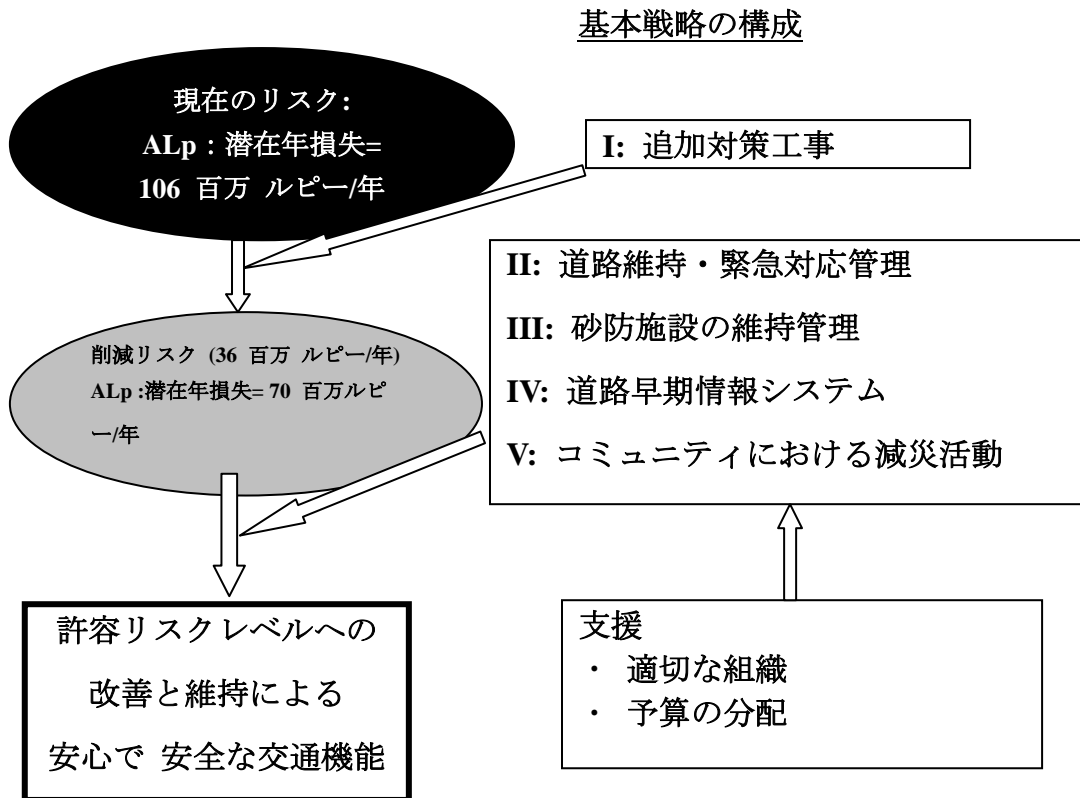 基本戦略の構成
現在のリスク:
ALp : 潜在年損失=
106 百万 ルピー/年
I: 追加対策工事
II: 道路維持・緊急対応管理
III: 砂防施設の維持管理
IV: 道路早期情報システム
V: コミュニティにおける減災活動
削減リスク (36 百万 ルピー/年)
ALp :潜在年損失= 70 百万ルピ
ー/年
許容リスクレベルへの
改善と維持による
安心で 安全な交通機能
支援
・ 適切な組織
・ 予算の分配